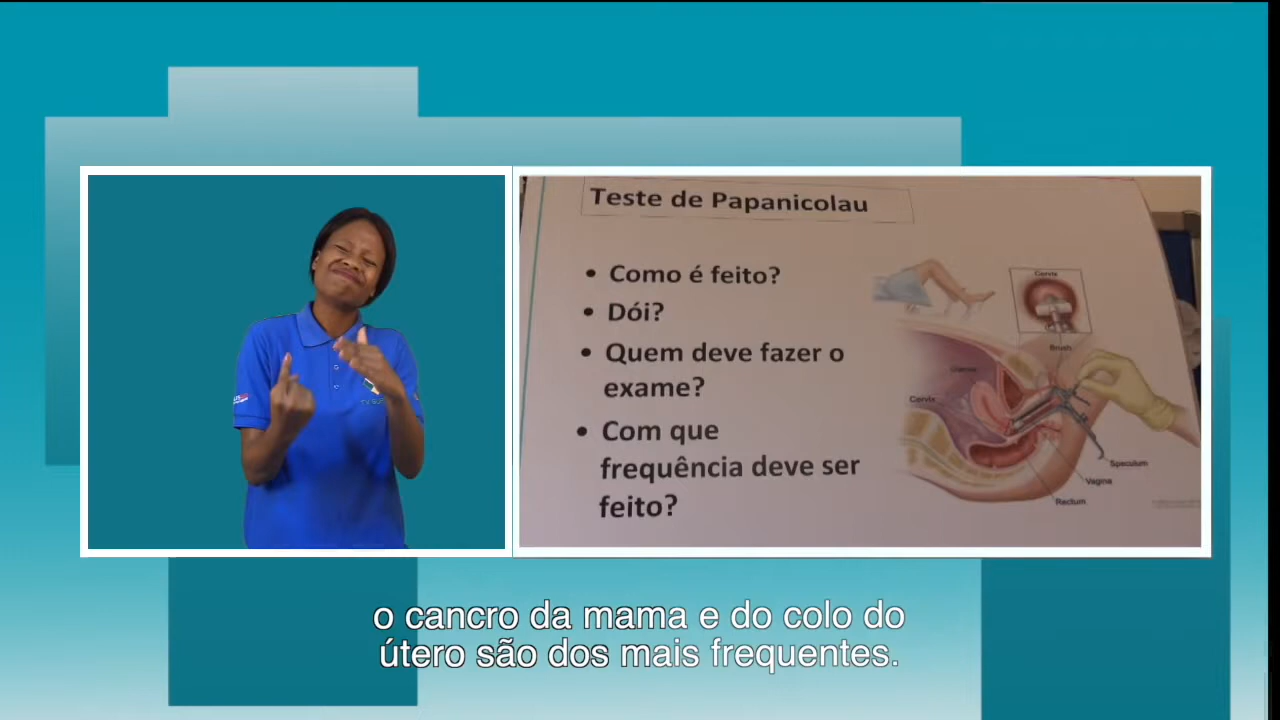 Teste de Papanicolau
• Como é feito?
• Dói?
• Quem deve fazer o
exame?
• Com que
frequência deve ser
feito?
Cervix
Brush
Uterus
Cervix
Speculum
Vagina
Rectum
o cancro da mama e do colo do
útero são dos mais frequentes.